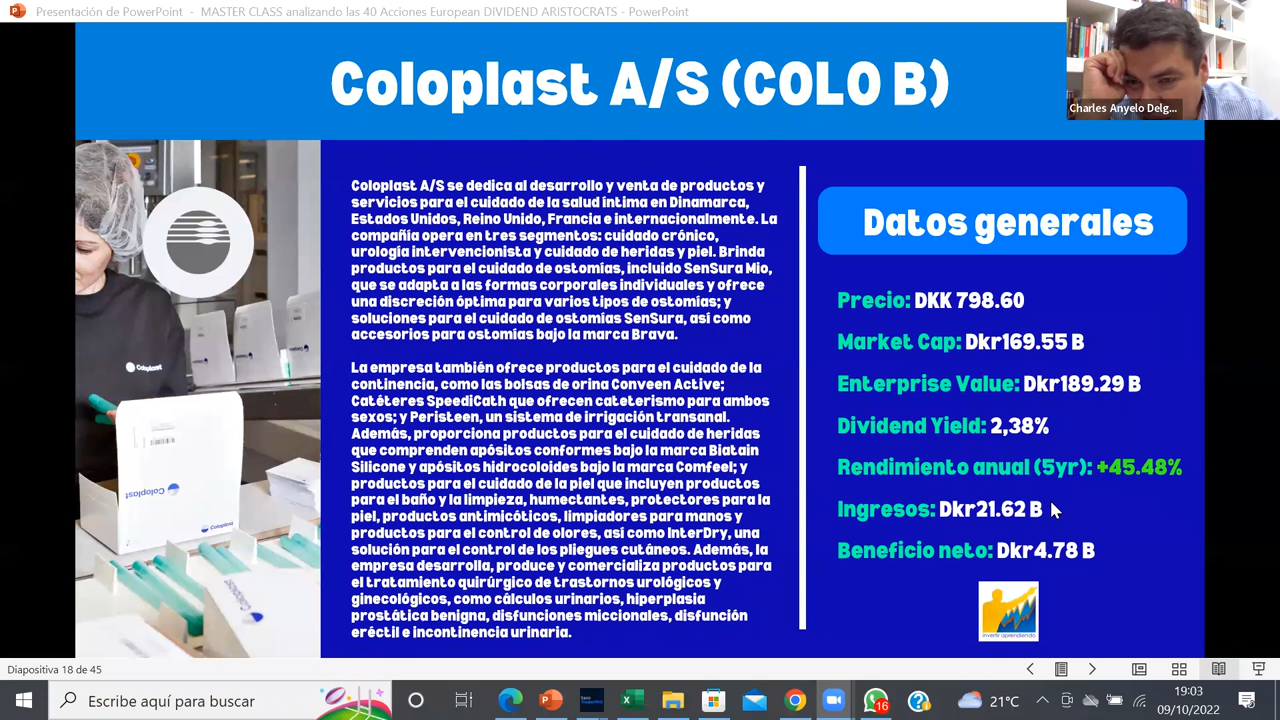 Presentación de PowerPoint - MASTER CLASS analizando las 40 Acciones European DIVIDEND ARISTOCRATS - PowerPoint
Charles Anyelo Delg...
Coloplast A/S (COLO B)
Coloplast A/S se dedica al desarrollo y venta de productos y
servicios para el cuidado de la salud íntima en Dinamarca,
Estados Unidos, Reino Unido, Francia e internacionalmente. La
compañía opera en tres segmentos: cuidado crónico,
urología intervencionista y cuidado de heridas y piel. Brinda
productos para el cuidado de ostomías, incluido SenSura Mio,
que se adapta a las formas corporales individuales y ofrece
una discreción óptima para varios tipos de ostomías; y
soluciones para el cuidado de ostomías SenSura, así como
accesorios para ostomías bajo la marca Brava.
La empresa también ofrece productos para el cuidado de la
continencia, como las bolsas de orina Conveen Active;
Catéteres SpeediCath que ofrecen cateterismo para ambos
sexos; y Peristeen, un sistema de irrigación transanal.
Además, proporciona productos para el cuidado de heridas
que comprenden apósitos conformes bajo la marca Biatain
Silicone y apósitos hidrocoloides bajo la marca Comfeel; y
productos para el cuidado de la piel que incluyen productos
para el baño y la limpieza, humectantes, protectores para la
piel, productos antimicóticos, limpiadores para manos y
productos para el control de olores, así como InterDry, una
solución para el control de los pliegues cutáneos. Además, la
empresa desarrolla, produce y comercializa productos para
el tratamiento quirúrgico de trastornos urológicos y
ginecológicos, como cálculos urinarios, hiperplasia
prostática benigna, disfunciones miccionales, disfunción
eréctil e incontinencia urinaria.
Datos generales
Precio: DKK 798.60
Market Cap: Dkr169.55 B
Enterprise Value: Dkr189.29 B
Dividend Yield: 2,38%
Rendimiento anual (5yr): +45.48%
Ingresos: Dkr21.62 B
Beneficio neto: Dkr4.78 B
invertir aprendiendo
Coloplast
Coloplast
Coloplast
Diapositiva 18 de 45
Escribe aquí para buscar
16
21°C
19:03
09/10/2022